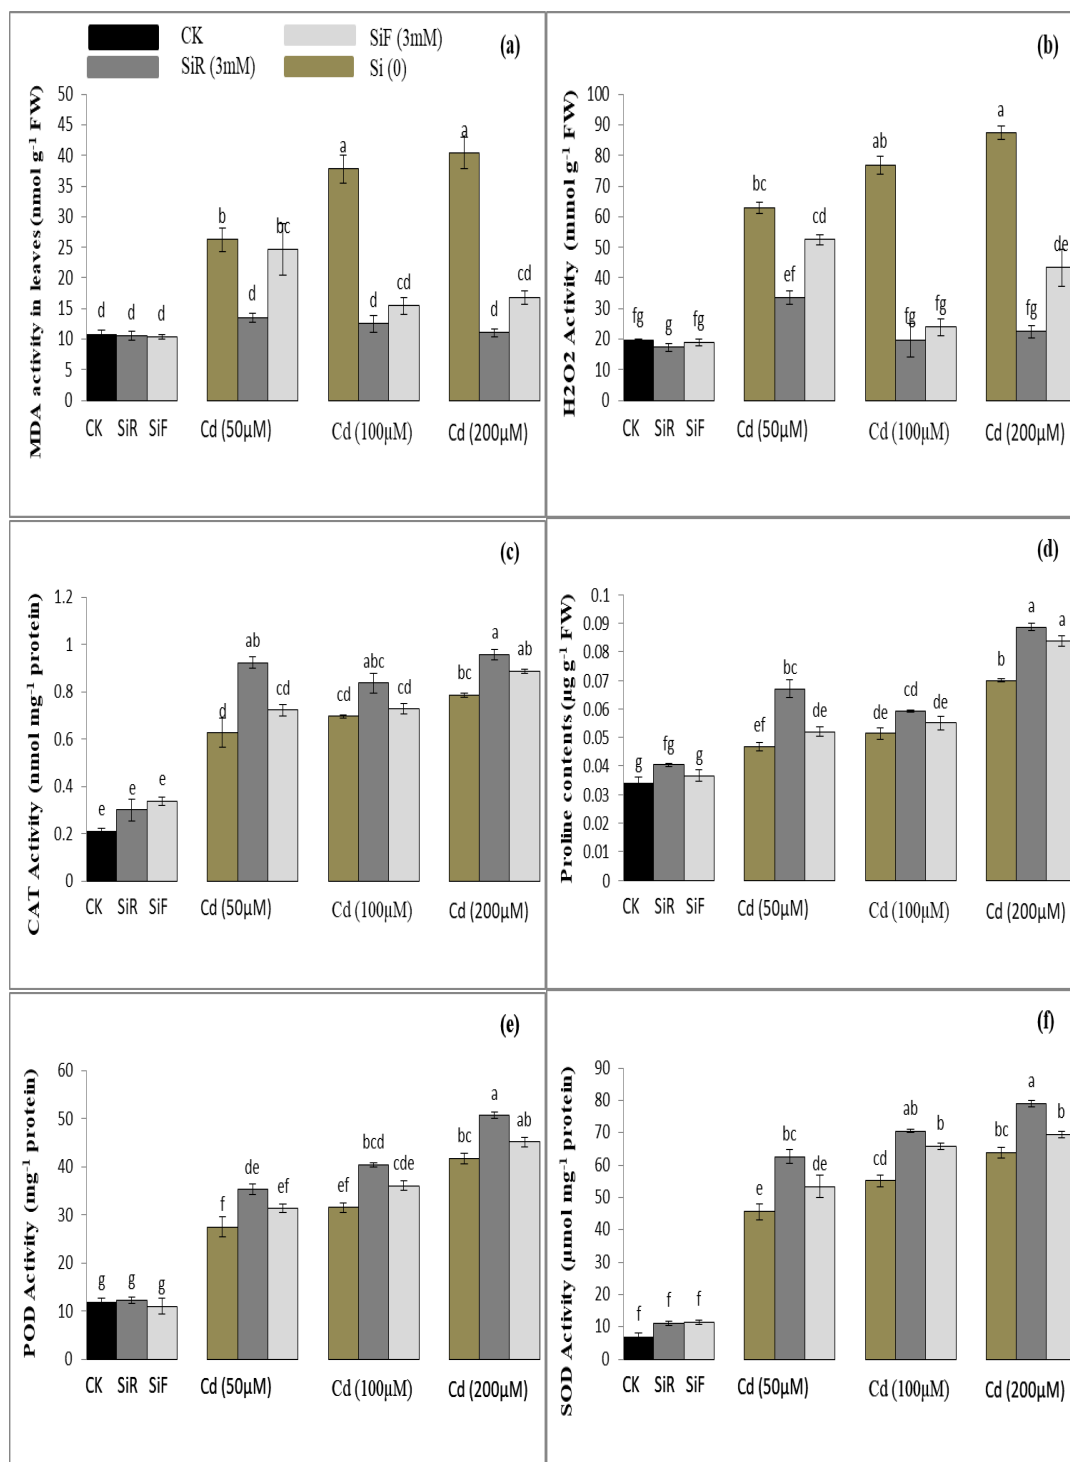 CK
SiF (3mM)
SiR (3mM)
Si (0)
(a)
MDA activity in leaves (nmol g⁻¹ FW)
50
45
40
35
30
25
20
15
10
5
0
d d d b d bc a d cd a d cd
CK SiR SiF Cd (50µM) Cd (100µM) Cd (200µM)
(b)
H2O2 Activity (mmol g⁻¹ FW)
100
90
80
70
60
50
40
30
20
10
0
fg g fg bc ef cd ab fg fg a fg de
CK SiR SiF Cd (50µM) Cd (100µM) Cd (200µM)
(c)
CAT Activity (nmol mg⁻¹ protein)
1.2
1
0.8
0.6
0.4
0.2
0
e e e d ab cd cd abc cd bc a ab
CK SiR SiF Cd (50µM) Cd (100µM) Cd (200µM)
(d)
Proline contents (µg g⁻¹ FW)
0.1
0.09
0.08
0.07
0.06
0.05
0.04
0.03
0.02
0.01
0
g fg g ef bc de de cd de b a a
CK SiR SiF Cd (50µM) Cd (100µM) Cd (200µM)
(e)
POD Activity (mg⁻¹ protein)
60
50
40
30
20
10
0
g g g f de ef ef bcd cde bc a ab
CK SiR SiF Cd (50µM) Cd (100µM) Cd (200µM)
(f)
SOD Activity (µmol mg⁻¹ protein)
90
80
70
60
50
40
30
20
10
0
f f f e bc de cd ab b bc a b
CK SiR SiF Cd (50µM) Cd (100µM) Cd (200µM)